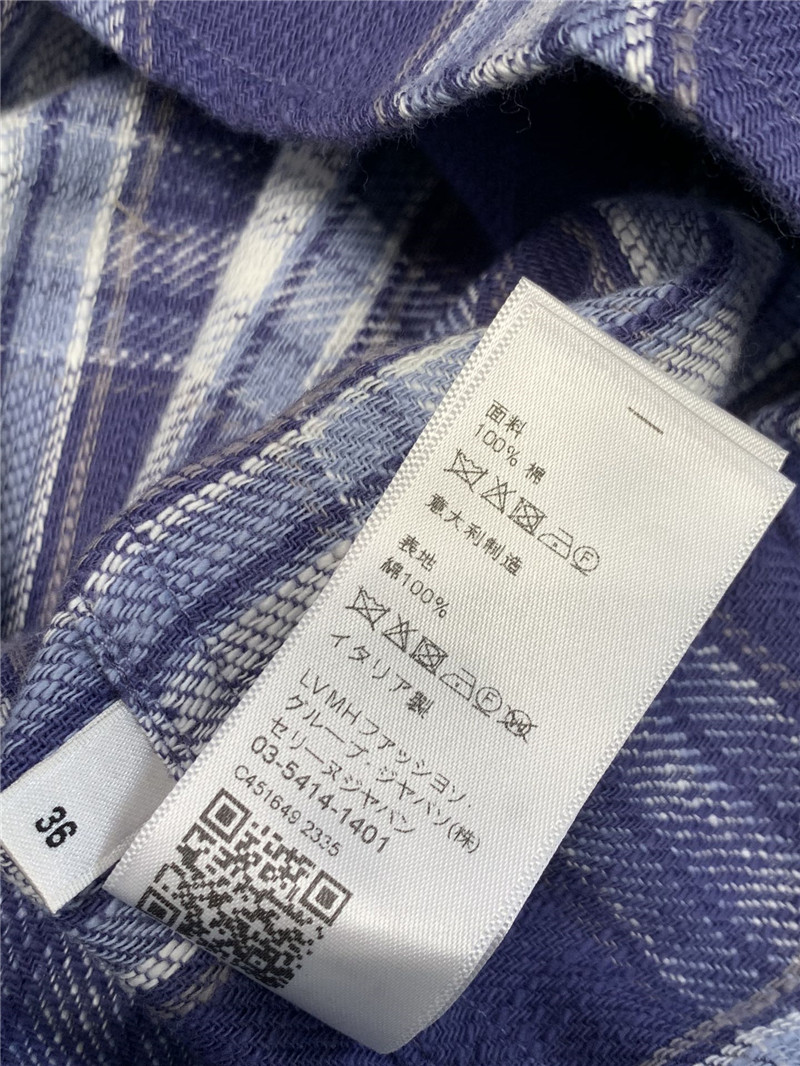 面料
100% 棉
意大利制造
表地
綿100%
イタリア製
LVMHファッション・
グループ・ジャパン(株)
セリーヌジャパン
03-5414-1401
C451649 2335
36